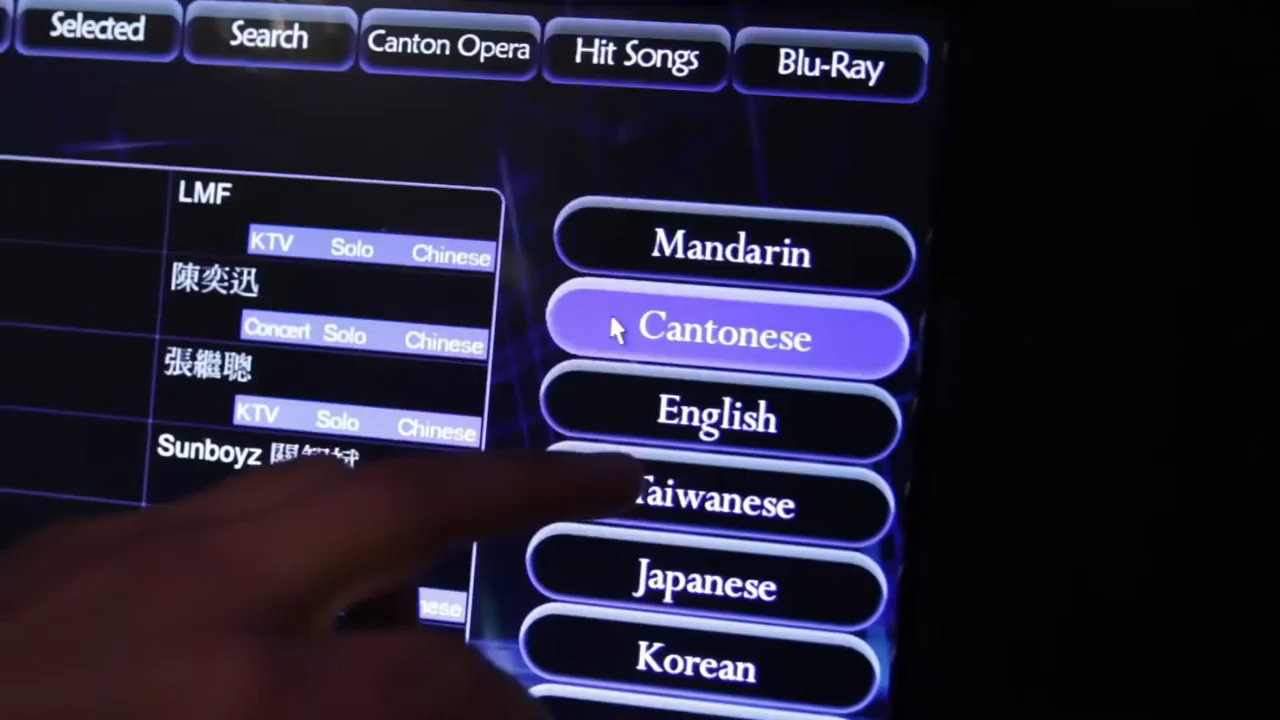 Selected
Search
Canton Opera
Hit Songs
Blu-Ray
LMF
KTV Solo Chinese
陳奕迅
Concert Solo Chinese
張繼聰
KTV Solo Chinese
Sunboyz
Mandarin
Cantonese
English
Taiwanese
Japanese
Korean